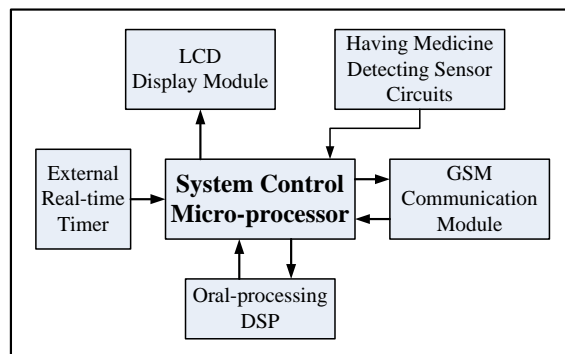 LCD
Display Module
Having Medicine
Detecting Sensor
Circuits
External
Real-time
Timer
System Control
Micro-processor
GSM
Communication
Module
Oral-processing
DSP